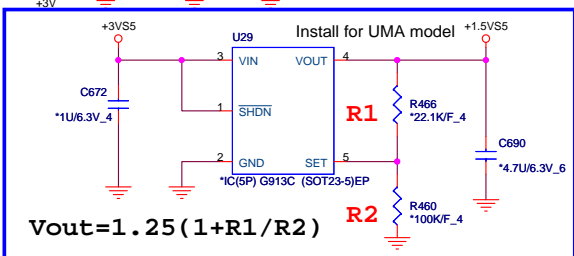 +3V
+3VS5
U29
Install for UMA model
+1.5VS5
3
VIN
VOUT
4
C672
*1U/6.3V_4
1
SHDN
R1
R466
*22.1K/F_4
C690
*4.7U/6.3V_6
2
GND
SET
5
*IC(5P) G913C (SOT23-5)EP
R2
R460
*100K/F_4
Vout=1.25(1+R1/R2)